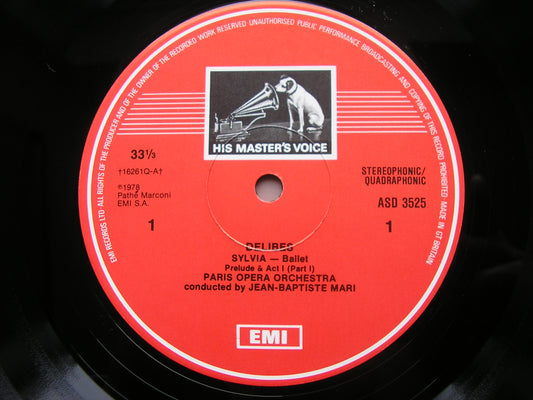 EMI RECORDS LTD ALL RIGHTS OF THE PRODUCER AND OF THE OWNER OF THE RECORDED WORK RESERVED UNAUTHORISED PUBLIC PERFORMANCE BROADCASTING AND COPYING OF THIS RECORD PROHIBITED MADE IN GT BRITAIN
HIS MASTER'S VOICE
33⅓
†16261Q-A†
℗1978
Pathé Marconi
EMI S.A.
1
STEREOPHONIC/
QUADRAPHONIC
ASD 3525
1
DELIBES
SYLVIA — Ballet
Prelude & Act I (Part I)
PARIS OPERA ORCHESTRA
conducted by JEAN-BAPTISTE MARI
EMI